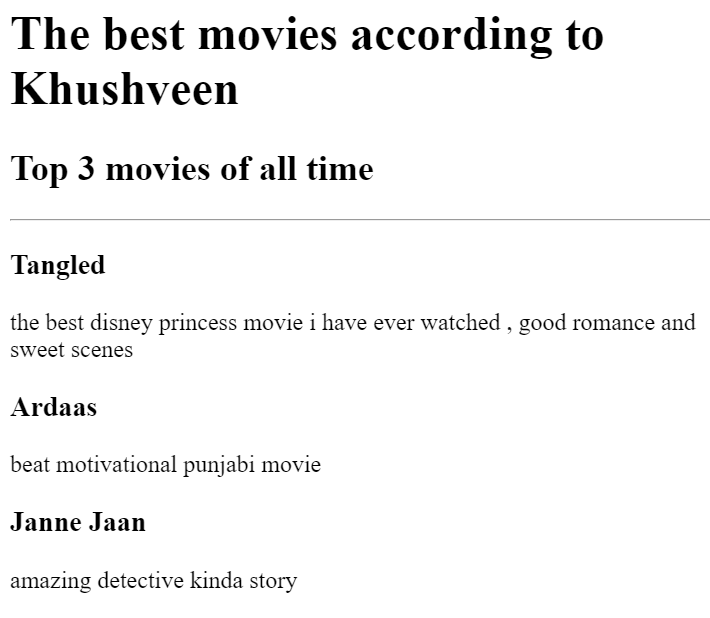 The best movies according to
Khushveen
Top 3 movies of all time
Tangled
the best disney princess movie i have ever watched , good romance and
sweet scenes
Ardaas
beat motivational punjabi movie
Janne Jaan
amazing detective kinda story